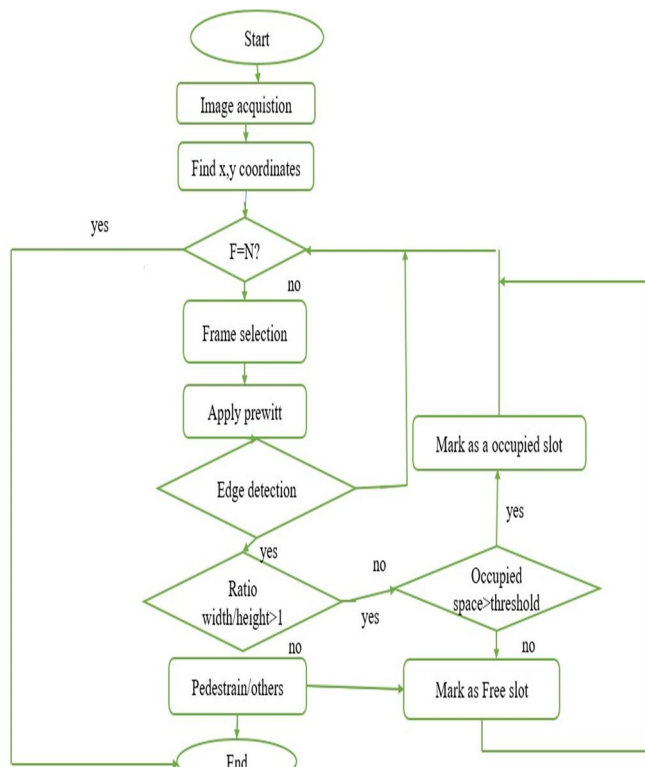 Start
Image acquistion
Find x,y coordinates
yes
F=N?
no
Frame selection
Apply prewitt
Mark as a occupied slot
Edge detection
yes
yes
no
Ratio
width/height>1
yes
Occupied
space>threshold
no
no
Pedestrain/others
Mark as Free slot
End